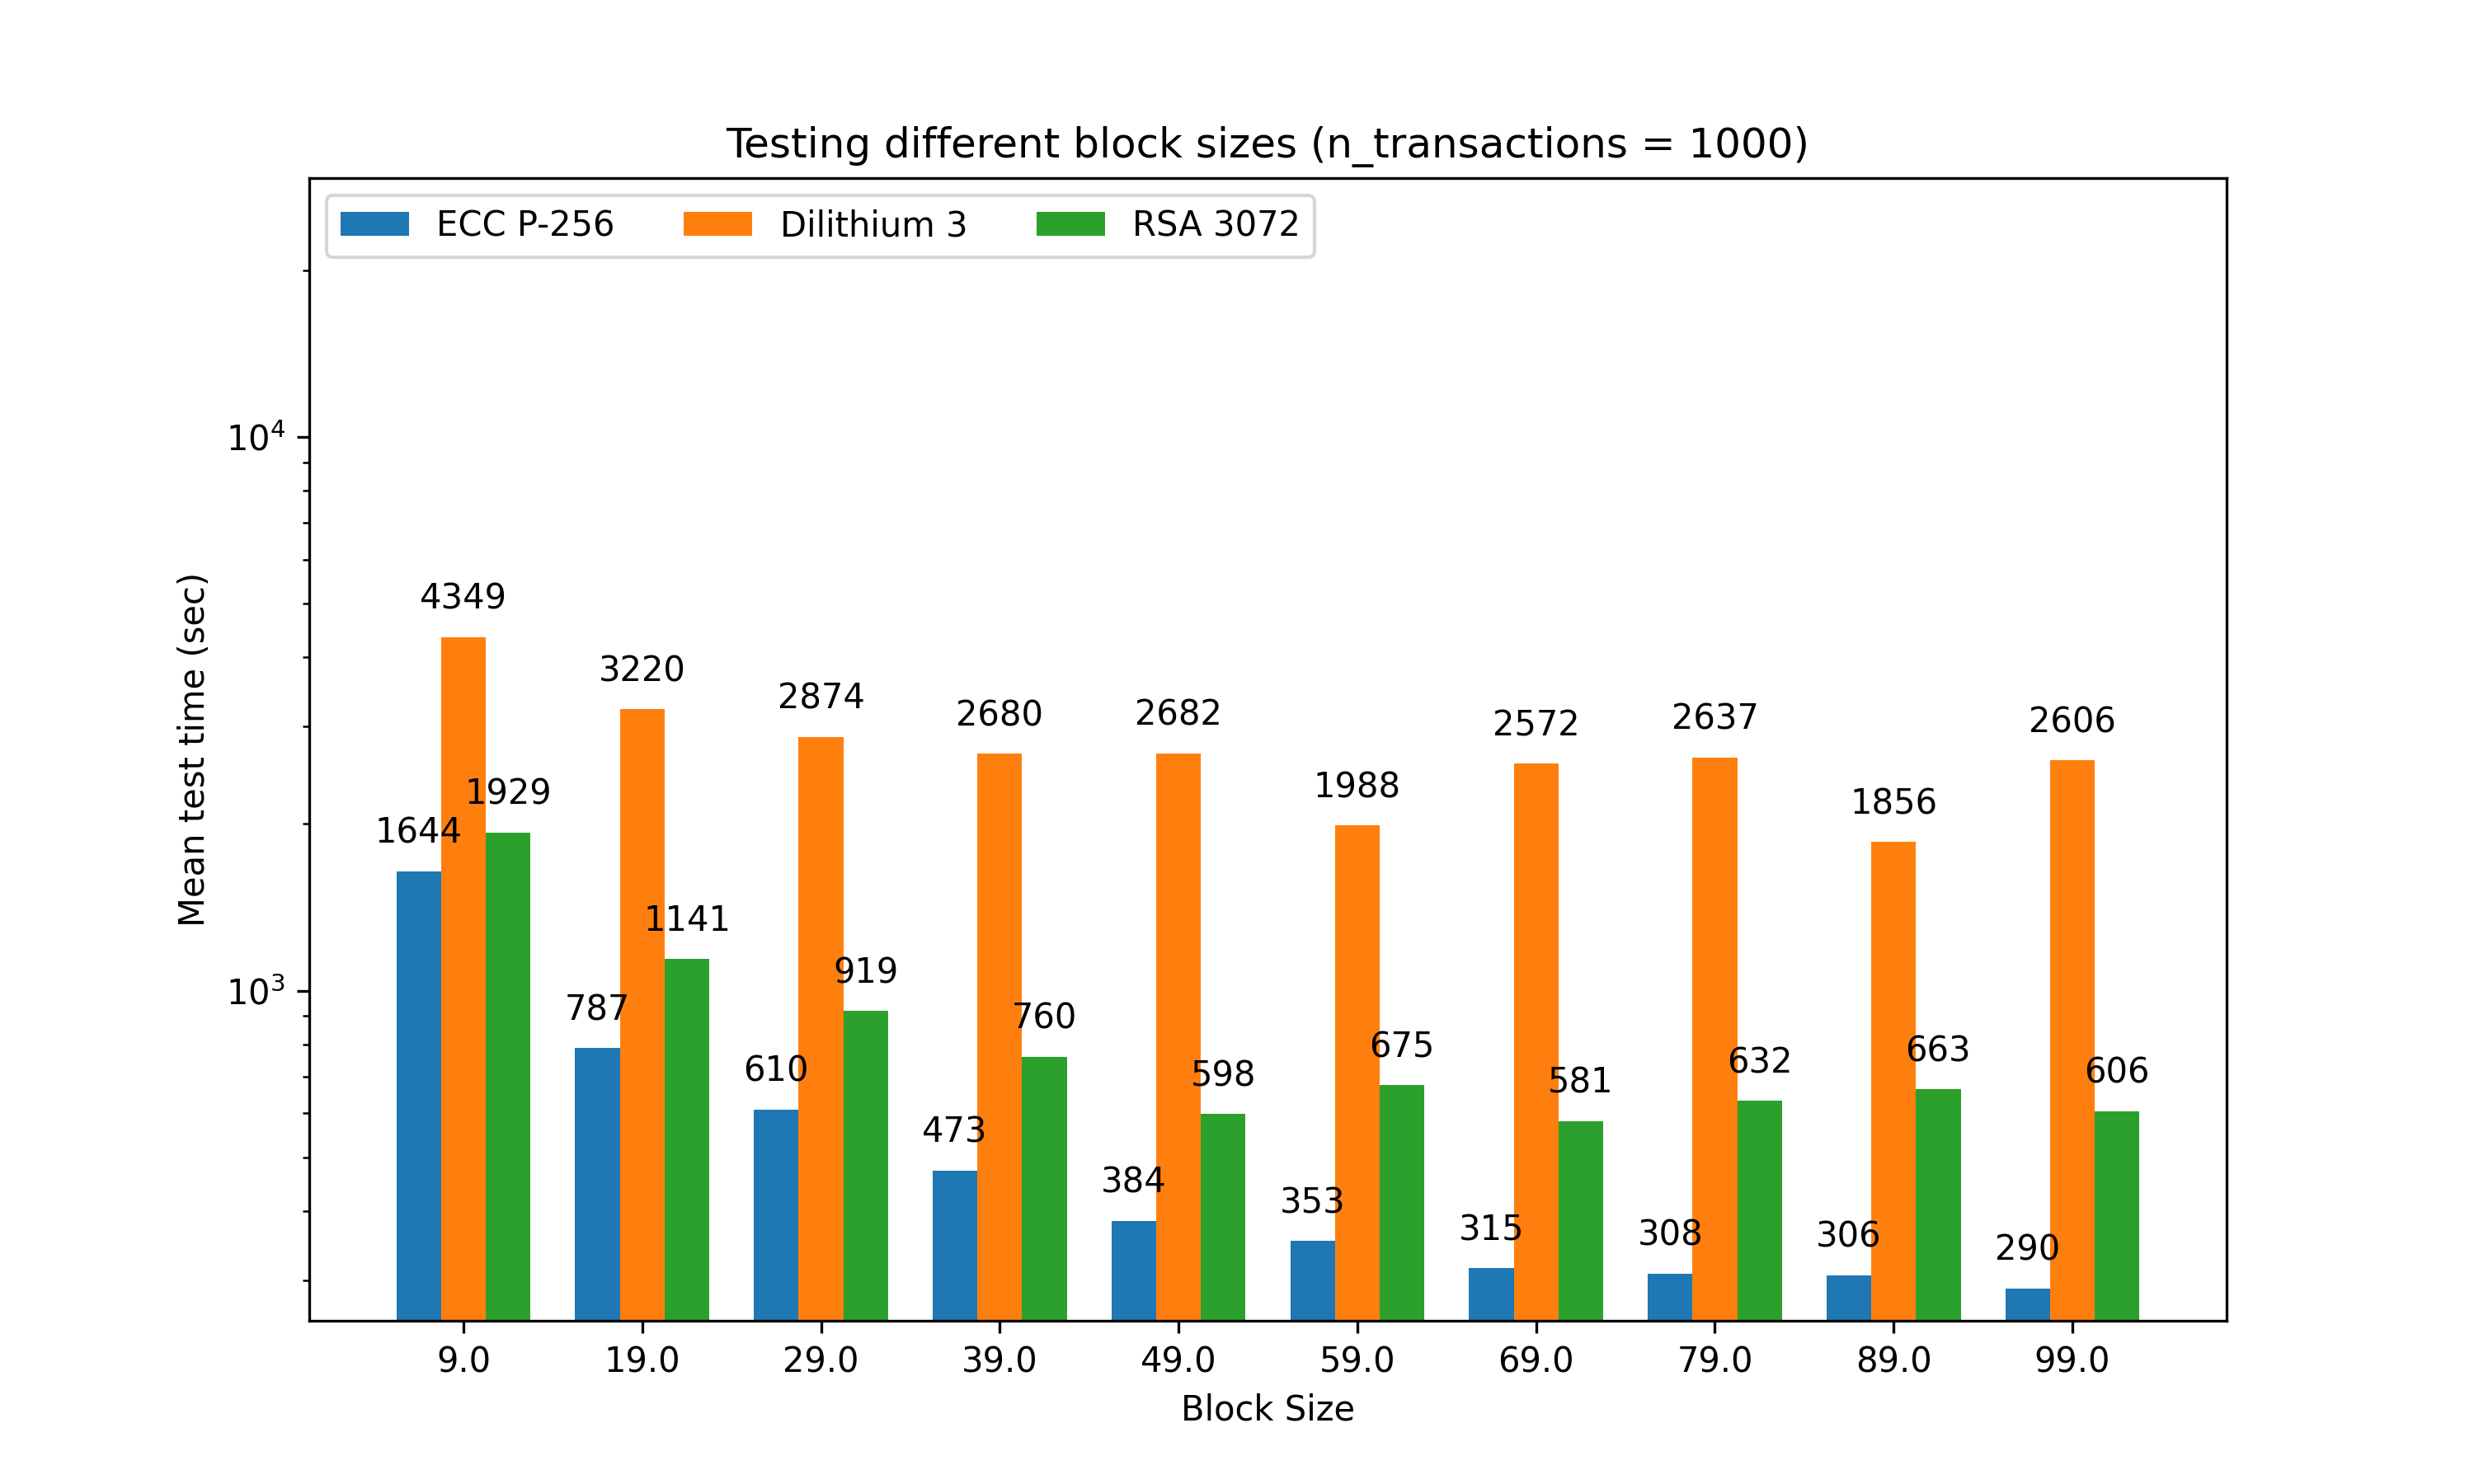 Testing different block sizes (n_transactions = 1000)
ECC P-256 Dilithium 3 RSA 3072
10⁴
10³
Mean test time (sec)
1644 4349 1929
787 3220 1141
610 2874 919
473 2680 760
384 2682 598
353 1988 675
315 2572 581
308 2637 632
306 1856 663
290 2606 606
9.0 19.0 29.0 39.0 49.0 59.0 69.0 79.0 89.0 99.0
Block Size